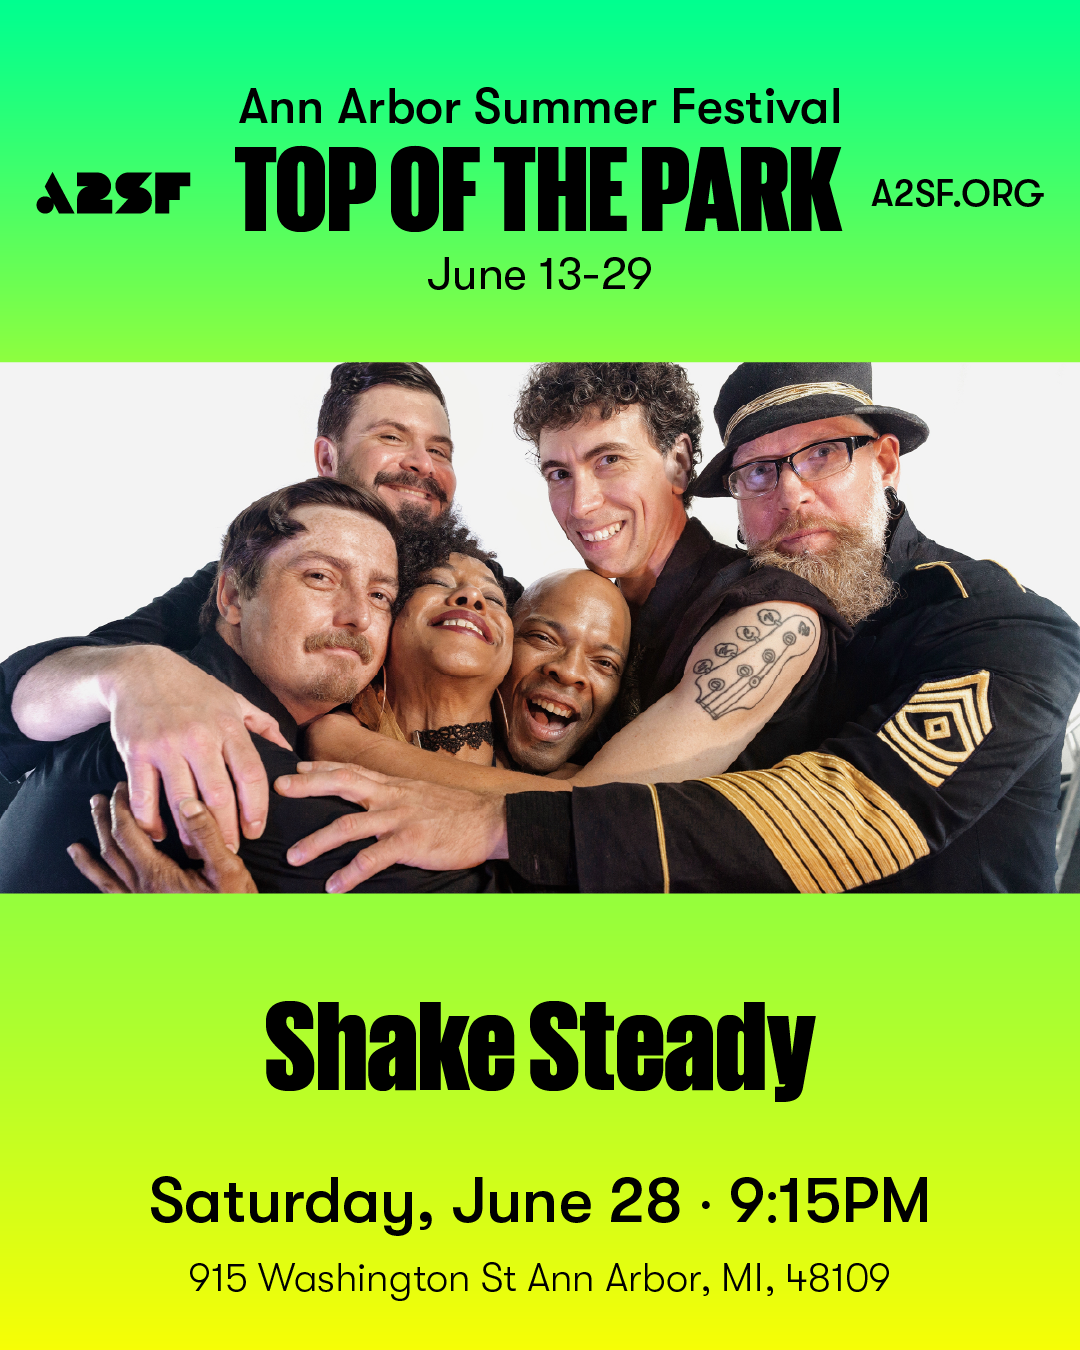 Ann Arbor Summer Festival
A2SF
TOP OF THE PARK
A2SF.ORG
June 13-29
Shake Steady
Saturday, June 28 · 9:15PM
915 Washington St Ann Arbor, MI, 48109